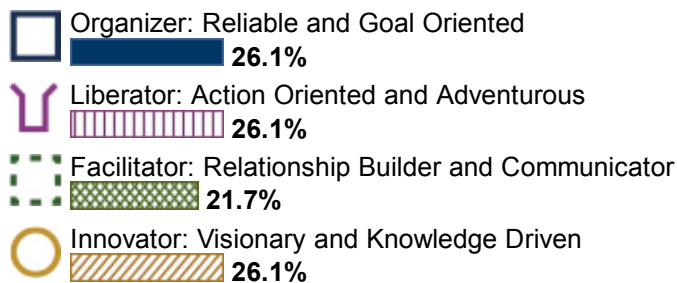 Organizer: Reliable and Goal Oriented
26.1%
Liberator: Action Oriented and Adventurous
26.1%
Facilitator: Relationship Builder and Communicator
21.7%
Innovator: Visionary and Knowledge Driven
26.1%